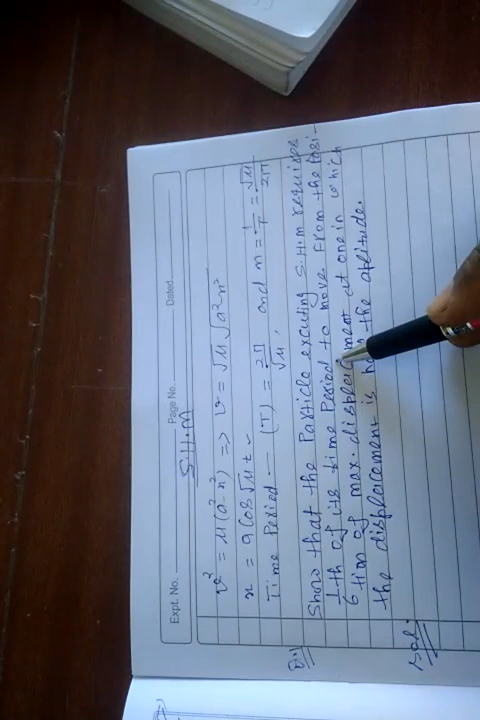 Expt. No. Page No. Dated
S.H.M
v² = μ(a²-x²) => v = √μ √a²-x²
x = a cos √μ t -
Time Period - (T) = 2π/√μ, and n = 1/T = √μ/2π
Q:1 Show that the Particle executing S.H.M requires
1/6 th of its time Period to move From the Posi-
tion of max. displacement at one in which
the displacement is the aplitude.
Sol.